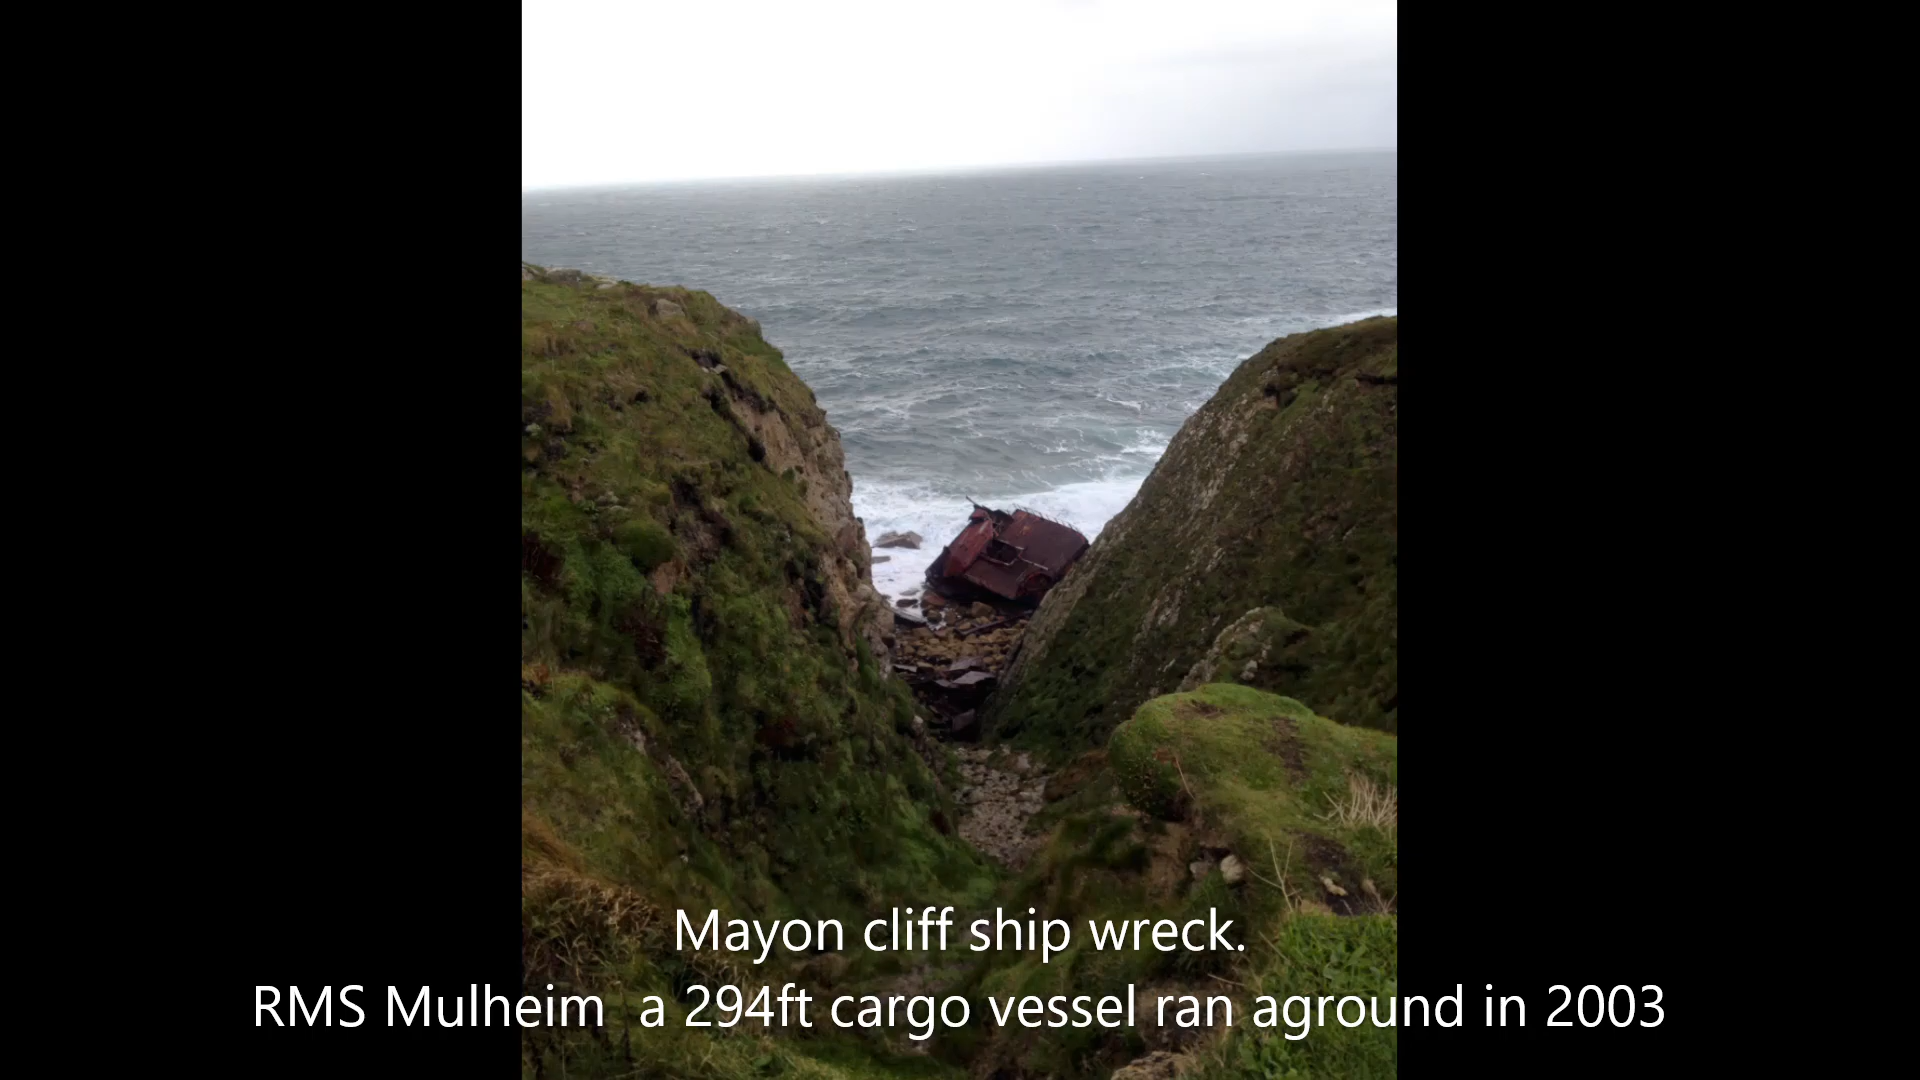 Mayon cliff ship wreck.
RMS Mulheim  a 294ft cargo vessel ran aground in 2003